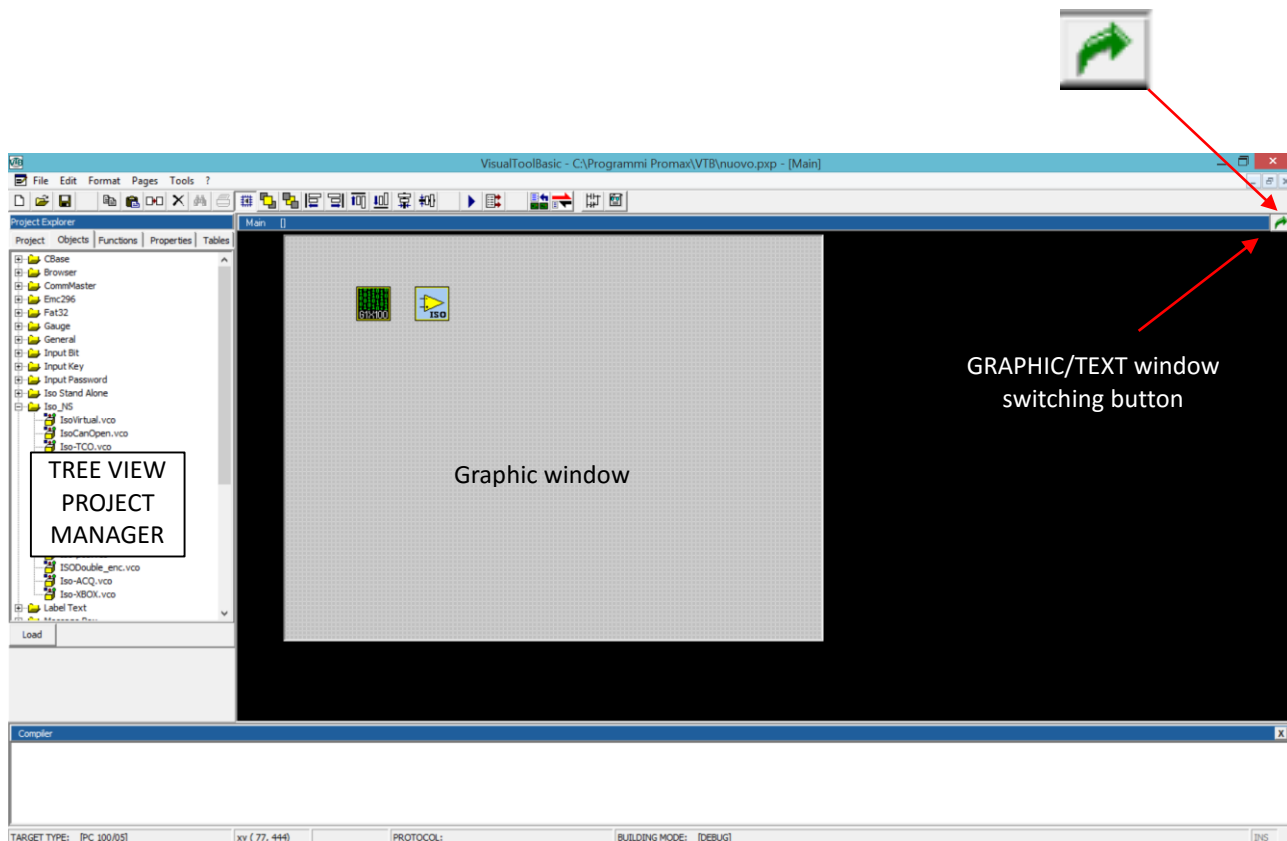 VTB
VisualToolBasic - C:\Programmi Promax\VTB\nuovo.pxp - [Main]
File Edit Format Pages Tools ?
Project Explorer
Main []
Project Objects Functions Properties Tables
CBase
Browser
CommMaster
Emc296
Fat32
Gauge
General
Input Bit
Input Key
Input Password
Iso Stand Alone
Iso_NS
IsoVirtual.vco
IsoCanOpen.vco
Iso-TCO.vco
TREE VIEW
PROJECT
MANAGER
ISODouble_enc.vco
Iso-ACQ.vco
Iso-XBOX.vco
Label Text
Load
ISO
Graphic window
GRAPHIC/TEXT window
switching button
Compiler
X
TARGET TYPE: [PC 100/05] xy ( 77, 444) PROTOCOL: BUILDING MODE: [DEBUG] INS